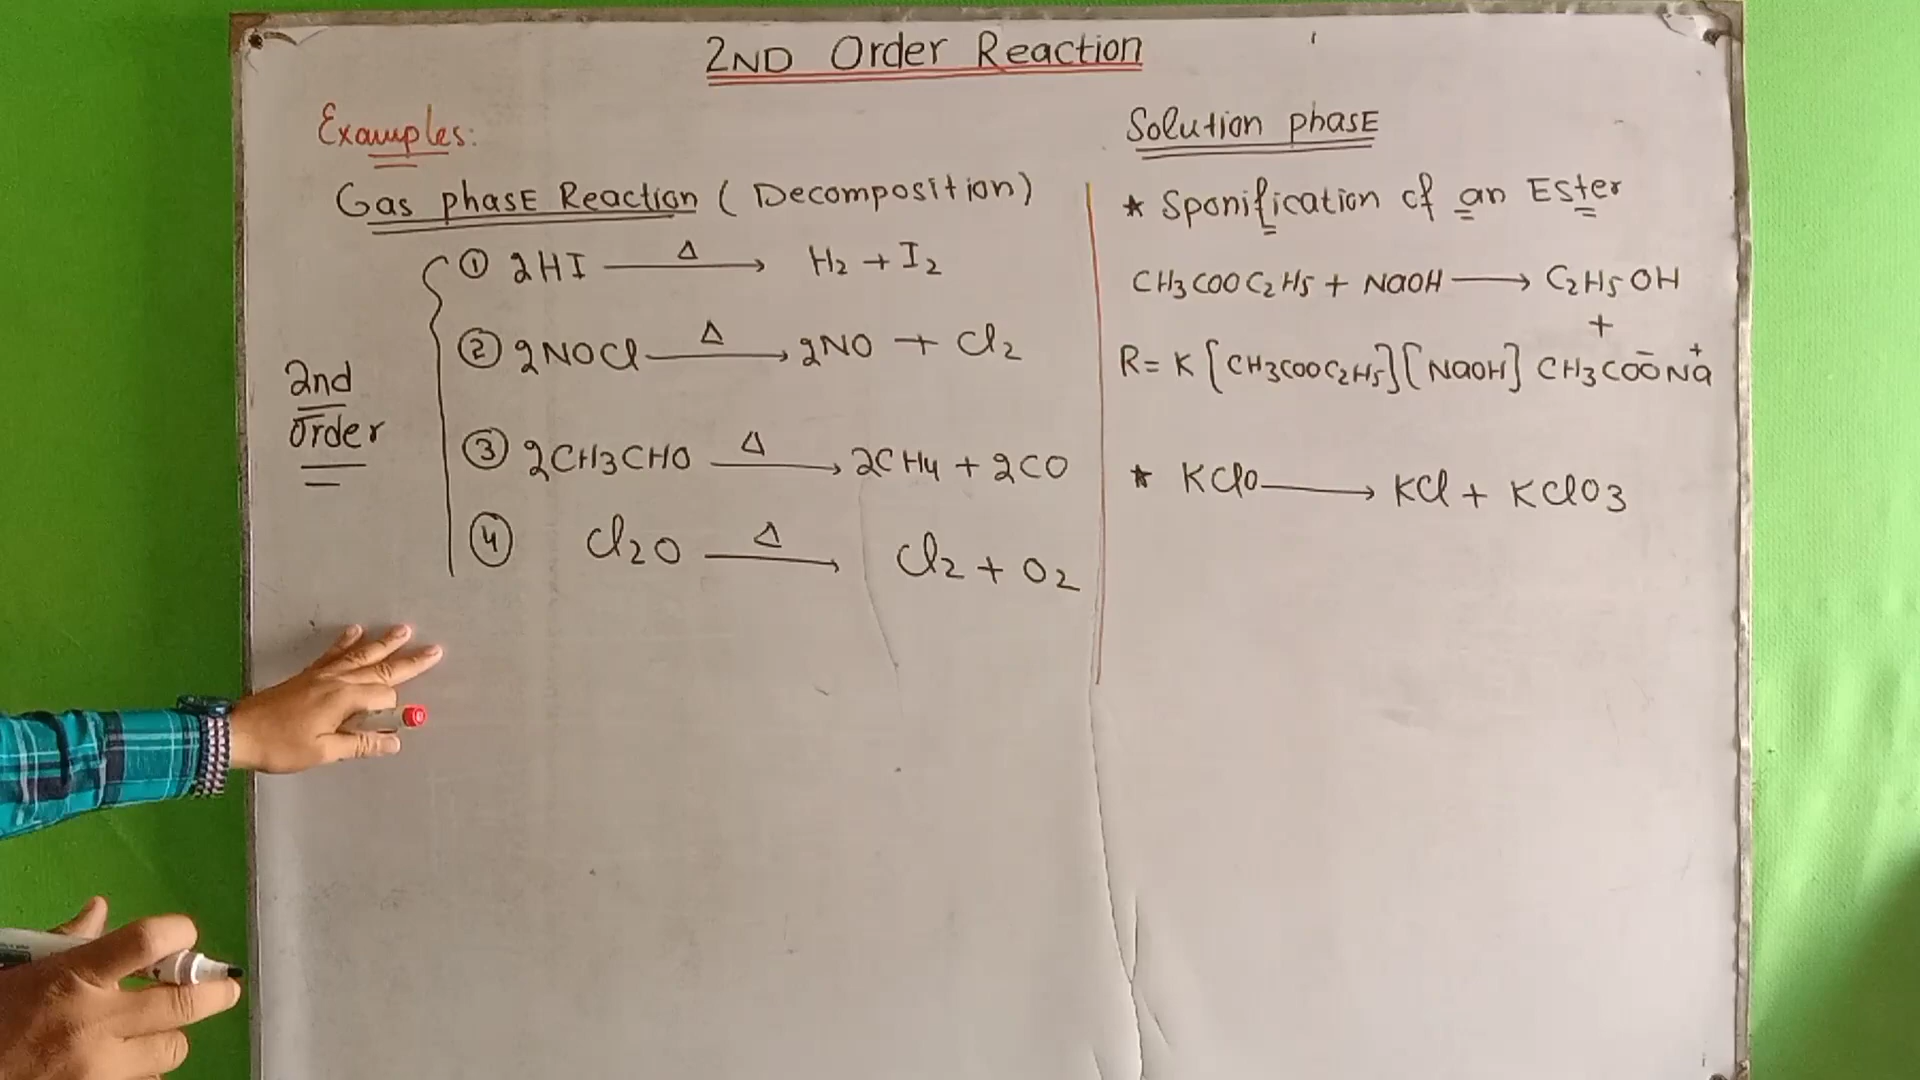 2ND Order Reaction
Examples:
Gas phasE Reaction ( Decomposition )
2nd
order
① 2HI —Δ→ H2 + I2
② 2NOCl —Δ→ 2NO + Cl2
③ 2CH3CHO —Δ→ 2CH4 + 2CO
④ Cl2O —Δ→ Cl2 + O2
Solution phasE
* Sponification of an Ester
CH3COOC2H5 + NaOH ⟶ C2H5OH
+
R = K [CH3COOC2H5][NaOH] CH3COO⁻Na⁺
* KClO ⟶ KCl + KClO3